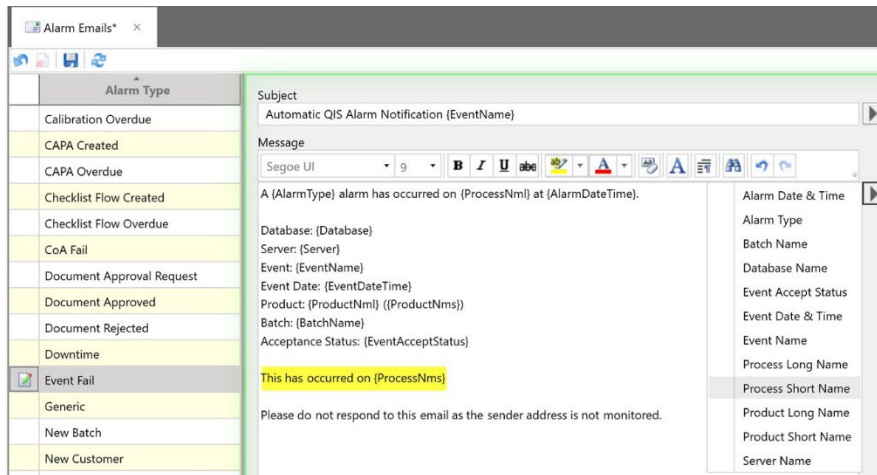 Alarm Emails*
Alarm Type
Calibration Overdue
CAPA Created
CAPA Overdue
Checklist Flow Created
Checklist Flow Overdue
CoA Fail
Document Approval Request
Document Approved
Document Rejected
Downtime
Event Fail
Generic
New Batch
New Customer
Subject
Automatic QIS Alarm Notification {EventName}
Message
Segoe UI 9 B I U abc ab A A
A {AlarmType} alarm has occurred on {ProcessNml} at {AlarmDateTime}.
Database: {Database}
Server: {Server}
Event: {EventName}
Event Date: {EventDateTime}
Product: {ProductNml} ({ProductNms})
Batch: {BatchName}
Acceptance Status: {EventAcceptStatus}
This has occurred on {ProcessNms}
Please do not respond to this email as the sender address is not monitored.
Alarm Date & Time
Alarm Type
Batch Name
Database Name
Event Accept Status
Event Date & Time
Event Name
Process Long Name
Process Short Name
Product Long Name
Product Short Name
Server Name